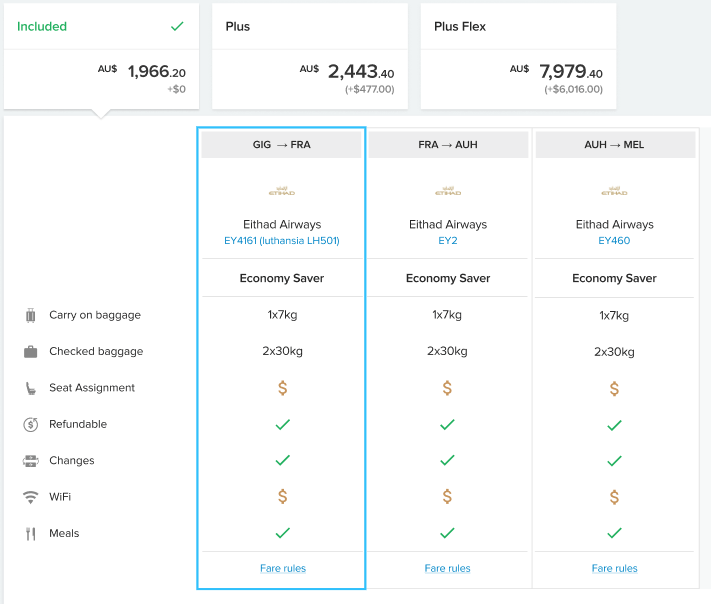 Included
AU$ 1,966.20
+$0
Plus
AU$ 2,443.40
(+$477.00)
Plus Flex
AU$ 7,979.40
(+$6,016.00)
GIG → FRA
FRA → AUH
AUH → MEL
ETIHAD
ETIHAD
ETIHAD
Eithad Airways
EY4161 (luthansia LH501)
Eithad Airways
EY2
Eithad Airways
EY460
Economy Saver Economy Saver Economy Saver
Carry on baggage 1x7kg 1x7kg 1x7kg
Checked baggage 2x30kg 2x30kg 2x30kg
Seat Assignment $ $ $
Refundable
Changes
WiFi $ $ $
Meals
Fare rules Fare rules Fare rules